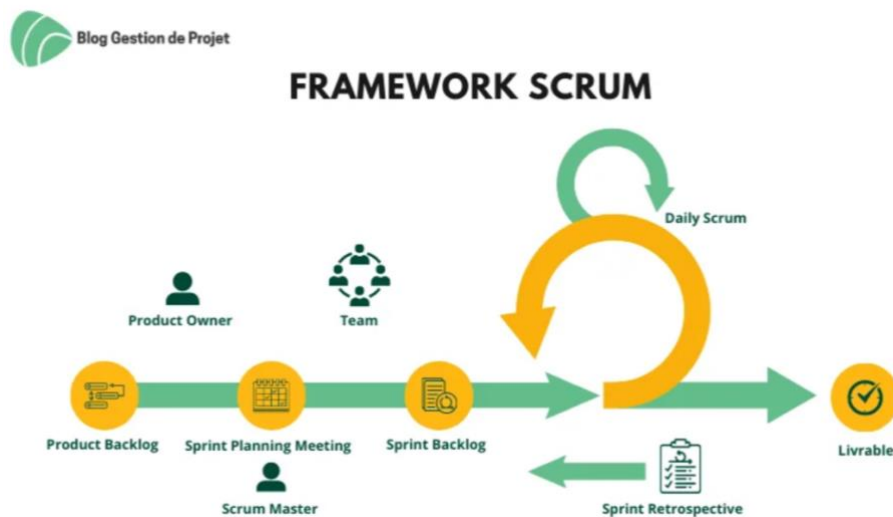 Blog Gestion de Projet
FRAMEWORK SCRUM
Daily Scrum
Product Owner
Team
Product Backlog
Sprint Planning Meeting
Sprint Backlog
Livrable
Scrum Master
Sprint Retrospective